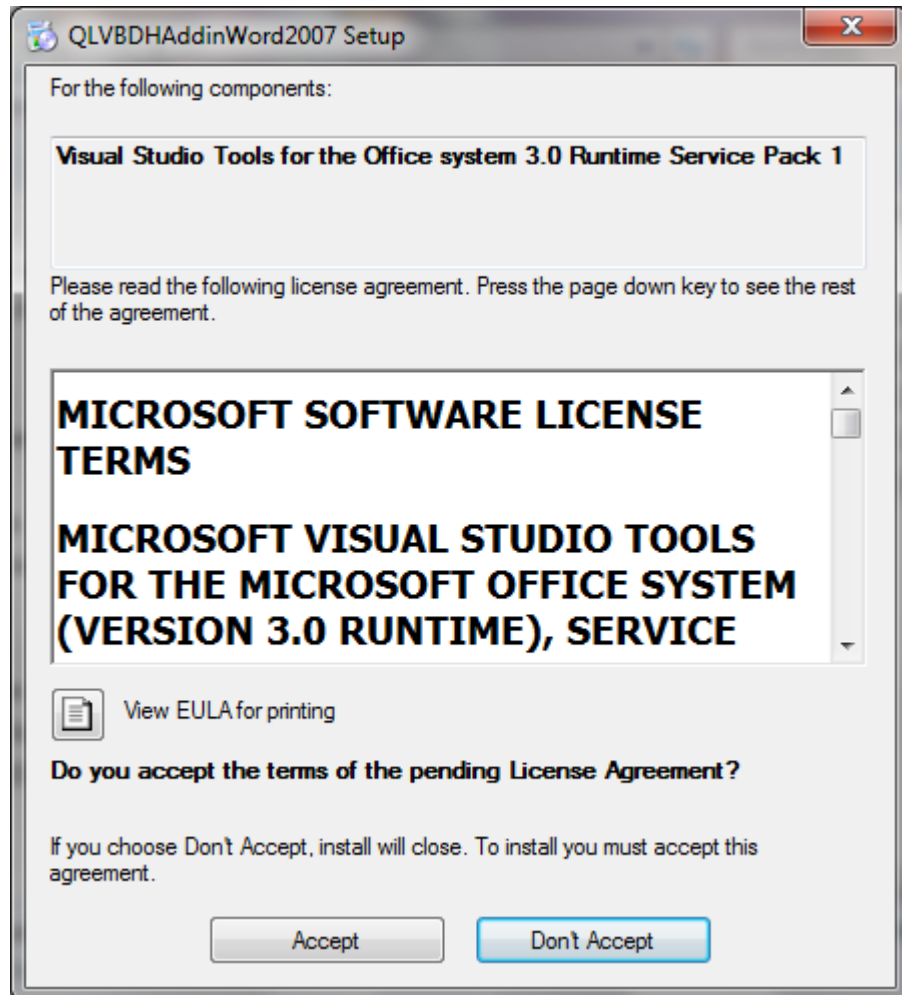 QLVBDHAddinWord2007 Setup
For the following components:
Visual Studio Tools for the Office system 3.0 Runtime Service Pack 1
Please read the following license agreement. Press the page down key to see the rest
of the agreement.
MICROSOFT SOFTWARE LICENSE
TERMS
MICROSOFT VISUAL STUDIO TOOLS
FOR THE MICROSOFT OFFICE SYSTEM
(VERSION 3.0 RUNTIME), SERVICE
View EULA for printing
Do you accept the terms of the pending License Agreement?
If you choose Don't Accept, install will close. To install you must accept this
agreement.
Accept
Don't Accept